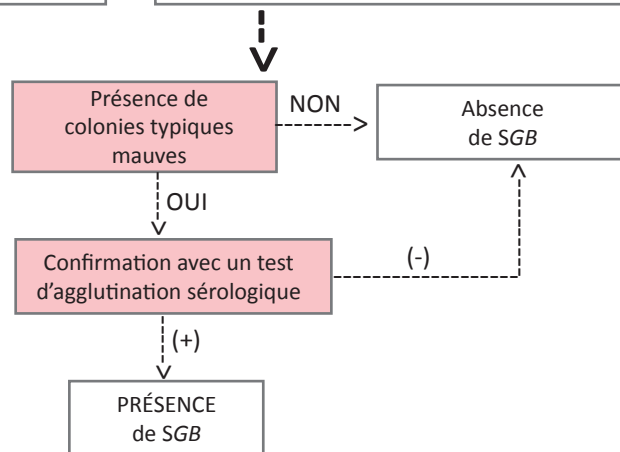 Présence de
colonies typiques
mauves
NON
Absence
de SGB
OUI
Confirmation avec un test
d'agglutination sérologique
(-)
(+)
PRÉSENCE
de SGB